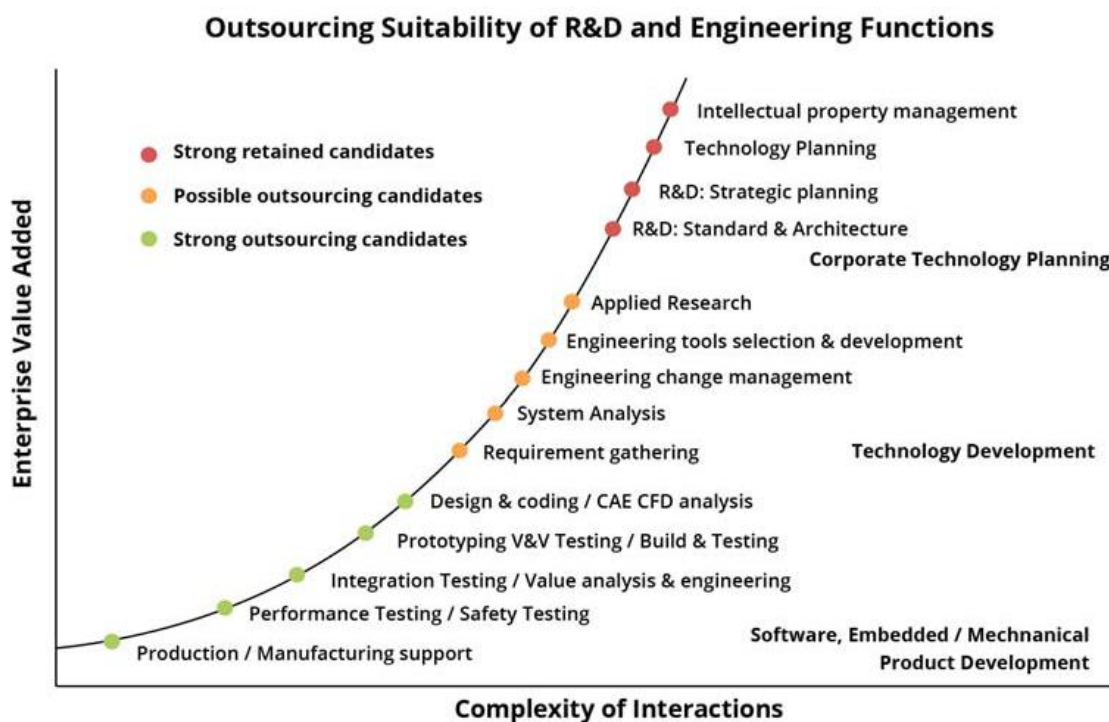 Outsourcing Suitability of R&D and Engineering Functions
Enterprise Value Added
Strong retained candidates
Possible outsourcing candidates
Strong outsourcing candidates
Intellectual property management
Technology Planning
R&D: Strategic planning
R&D: Standard & Architecture
Corporate Technology Planning
Applied Research
Engineering tools selection & development
Engineering change management
System Analysis
Requirement gathering
Technology Development
Design & coding / CAE CFD analysis
Prototyping V&V Testing / Build & Testing
Integration Testing / Value analysis & engineering
Performance Testing / Safety Testing
Production / Manufacturing support
Software, Embedded / Mechnanical
Product Development
Complexity of Interactions